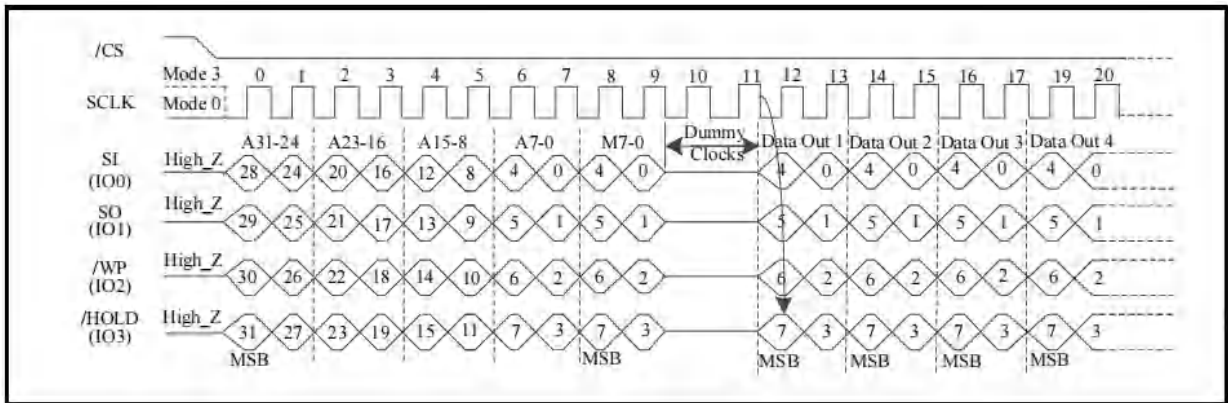 /CS
Mode 3 0 1 2 3 4 5 6 7 8 9 10 11 12 13 14 15 16 17 19 20
SCLK Mode 0
A31-24 A23-16 A15-8 A7-0 M7-0 Dummy Clocks Data Out 1 Data Out 2 Data Out 3 Data Out 4
SI (IO0) High_Z 28 24 20 16 12 8 4 0 4 0 4 0 4 0 4 0 4 0
SO (IO1) High_Z 29 25 21 17 13 9 5 1 5 1 5 1 5 1 5 1 5 1
/WP (IO2) High_Z 30 26 22 18 14 10 6 2 6 2 6 2 6 2 6 2 6 2
/HOLD (IO3) High_Z 31 27 23 19 15 11 7 3 7 3 7 3 7 3 7 3 7 3
MSB MSB MSB MSB MSB MSB